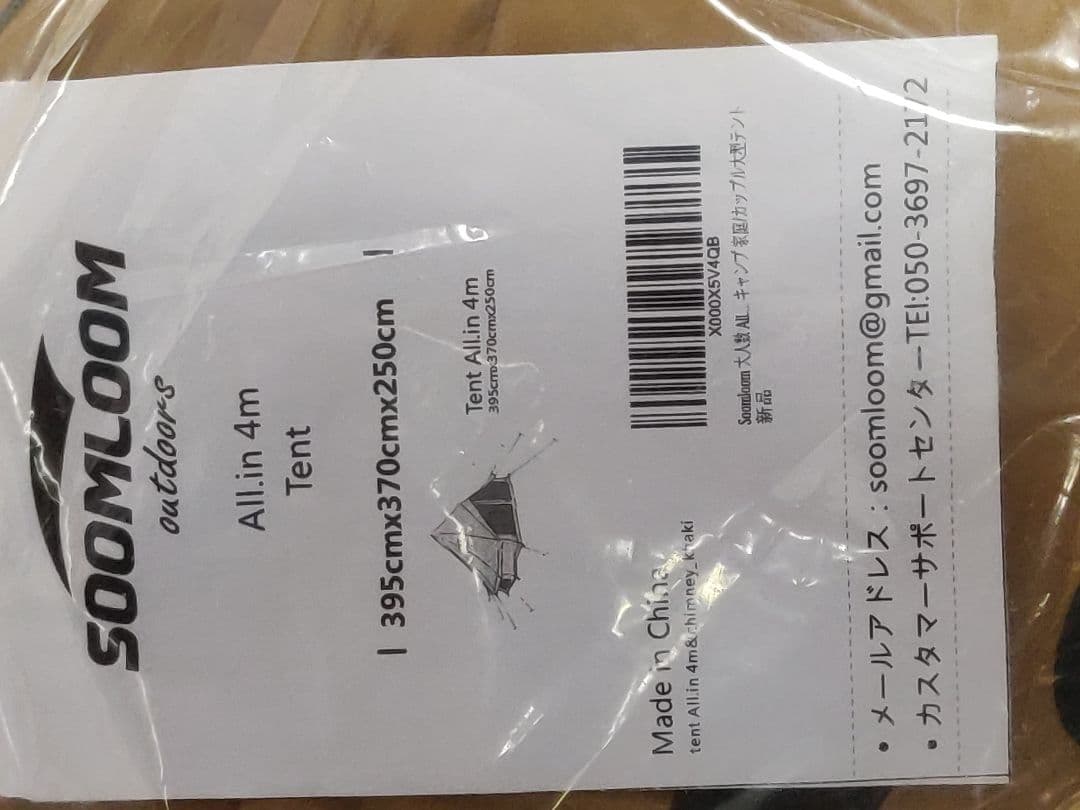 SOOMLOOM
outdoors
All.in 4m
Tent
395cmx370cmx250cm
Tent All.in 4m
395cmx370cmx250cm
Made in China
tent All.in 4m&chimney_khaki
X000X5V4QB
Soomloom 大人数 All... キャンプ 家庭/カップル 大型テント
新品
• メールアドレス : soomloom@gmail.com
• カスタマーサポートセンターTEl:050-3697-2172